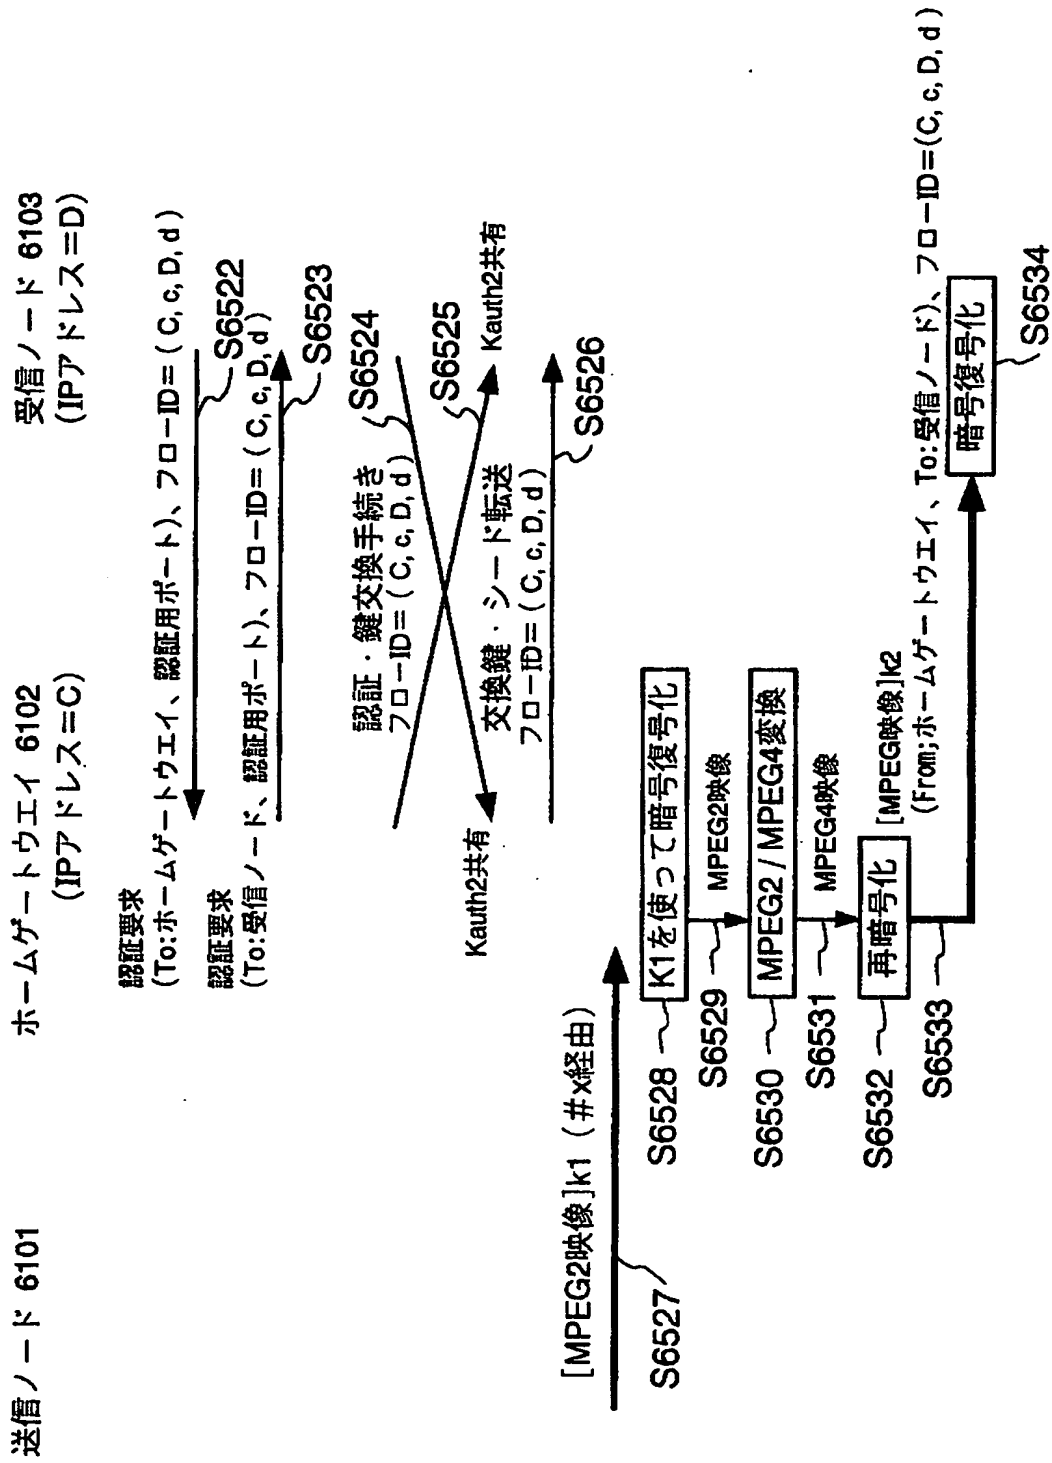 送信ノード 6101
ホームゲートウエイ 6102
(IPアドレス=C)
受信ノード 6103
(IPアドレス=D)
認証要求
(To:ホームゲートウエイ、認証用ポート)、フローID=(C, c, D, d)
S6522
認証要求
(To:受信ノード、認証用ポート)、フローID=(C, c, D, d)
S6523
認証・鍵交換手続き
フローID=(C, c, D, d)
S6524
S6525
Kauth2共有
Kauth2共有
交換鍵・シード転送
フローID=(C, c, D, d)
S6526
[MPEG2映像]k1 (#x経由)
S6527
K1を使って暗号復号化
S6528
MPEG2映像
S6529
MPEG2 / MPEG4変換
S6530
MPEG4映像
S6531
再暗号化
S6532
S6533
[MPEG映像]k2
(From;ホームゲートウエイ、To:受信ノード)、フローID=(C, c, D, d)
暗号復号化
S6534